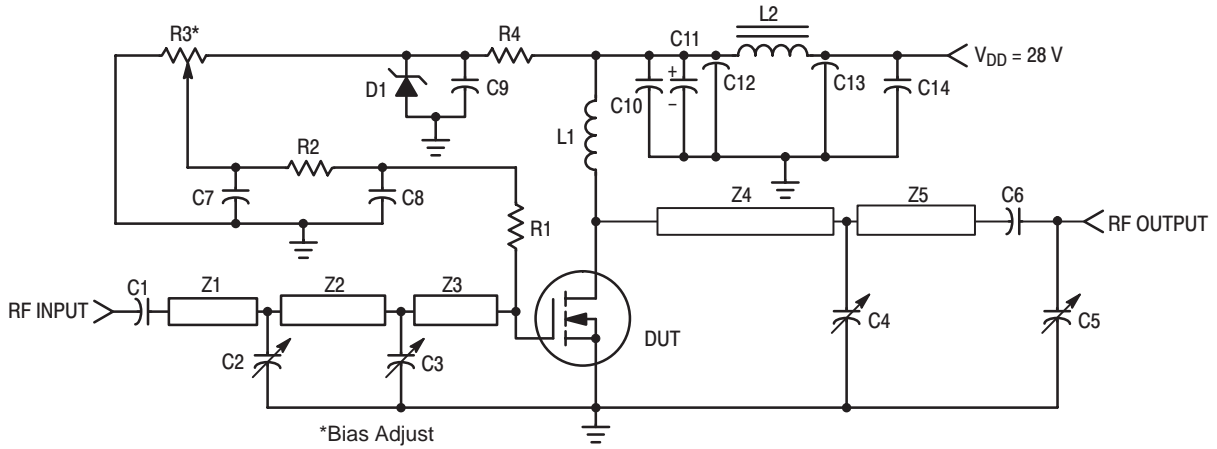 L2
R3*
R4
C11
V_DD = 28 V
+
–
D1
C9
C10
C12
C13
C14
L1
R2
C7
C8
R1
Z4
Z5
C6
RF OUTPUT
C1
Z1
Z2
Z3
RF INPUT
C2
C3
DUT
C4
C5
*Bias Adjust